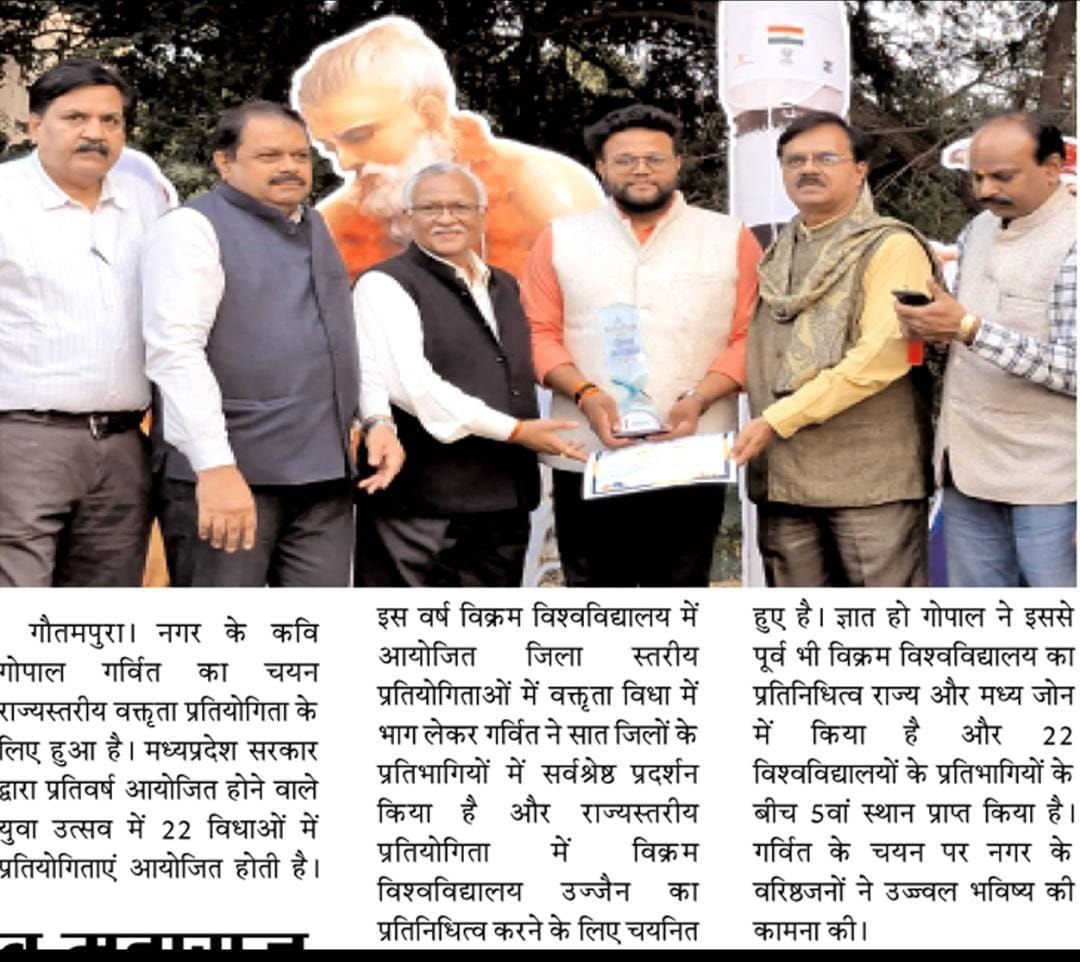 गौतमपुरा। नगर के कवि
गोपाल गर्वित का चयन
राज्यस्तरीय वक्तृता प्रतियोगिता के
लिए हुआ है। मध्यप्रदेश सरकार
द्वारा प्रतिवर्ष आयोजित होने वाले
युवा उत्सव में 22 विधाओं में
प्रतियोगिताएं आयोजित होती है।
इस वर्ष विक्रम विश्वविद्यालय में
आयोजित जिला स्तरीय
प्रतियोगिताओं में वक्तृता विधा में
भाग लेकर गर्वित ने सात जिलों के
प्रतिभागियों में सर्वश्रेष्ठ प्रदर्शन
किया है और राज्यस्तरीय
प्रतियोगिता में विक्रम
विश्वविद्यालय उज्जैन का
प्रतिनिधित्व करने के लिए चयनित
हुए है। ज्ञात हो गोपाल ने इससे
पूर्व भी विक्रम विश्वविद्यालय का
प्रतिनिधित्व राज्य और मध्य जोन
में किया है और 22
विश्वविद्यालयों के प्रतिभागियों के
बीच 5वां स्थान प्राप्त किया है।
गर्वित के चयन पर नगर के
वरिष्ठजनों ने उज्ज्वल भविष्य की
कामना की।